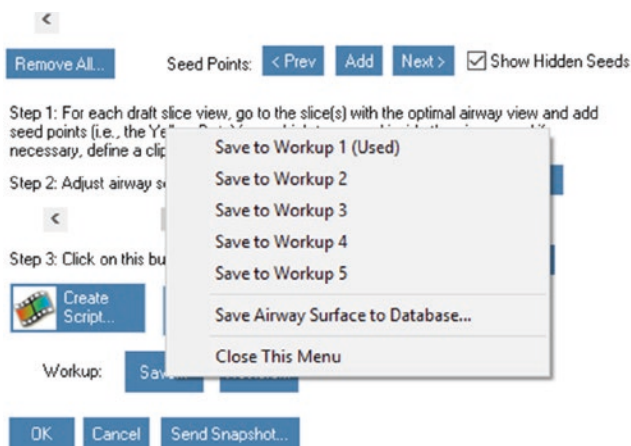 <
Remove All... Seed Points: < Prev Add Next > Show Hidden Seeds
Step 1: For each draft slice view, go to the slice(s) with the optimal airway view and add
seed points (i.e., the
necessary, define a
Save to Workup 1 (Used)
Save to Workup 2
Step 2: Adjust airway
Save to Workup 3
<
Save to Workup 4
Step 3: Click on this
Save to Workup 5
Create
Script...
Save Airway Surface to Database...
Close This Menu
Workup:
OK Cancel Send Snapshot...